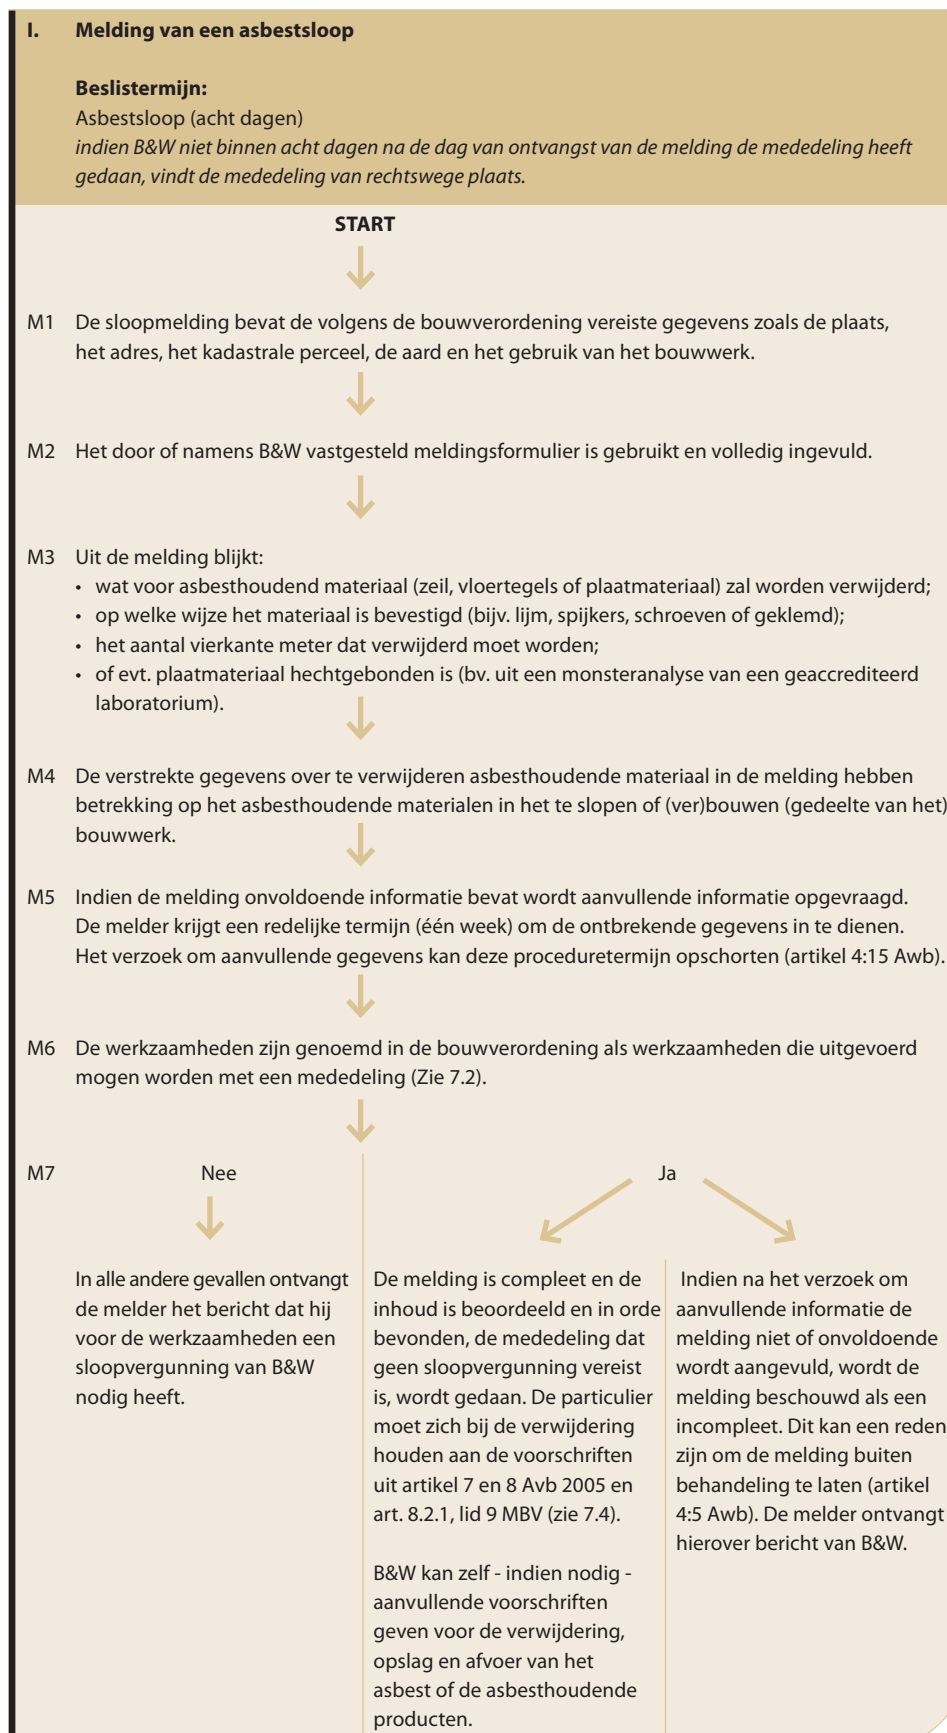 I. Melding van een asbestsloop
Beslistermijn:
Asbestsloop (acht dagen)
indien B&W niet binnen acht dagen na de dag van ontvangst van de melding de mededeling heeft
gedaan, vindt de mededeling van rechtswege plaats.
START
M1 De sloopmelding bevat de volgens de bouwverordening vereiste gegevens zoals de plaats,
het adres, het kadastrale perceel, de aard en het gebruik van het bouwwerk.
M2 Het door of namens B&W vastgesteld meldingsformulier is gebruikt en volledig ingevuld.
M3 Uit de melding blijkt:
• wat voor asbesthoudend materiaal (zeil, vloertegels of plaatmateriaal) zal worden verwijderd;
• op welke wijze het materiaal is bevestigd (bijv. lijm, spijkers, schroeven of geklemd);
• het aantal vierkante meter dat verwijderd moet worden;
• of evt. plaatmateriaal hechtgebonden is (bv. uit een monsteranalyse van een geaccrediteerd
laboratorium).
M4 De verstrekte gegevens over te verwijderen asbesthoudende materiaal in de melding hebben
betrekking op het asbesthoudende materialen in het te slopen of (ver)bouwen (gedeelte van het)
bouwwerk.
M5 Indien de melding onvoldoende informatie bevat wordt aanvullende informatie opgevraagd.
De melder krijgt een redelijke termijn (één week) om de ontbrekende gegevens in te dienen.
Het verzoek om aanvullende gegevens kan deze proceduretermijn opschorten (artikel 4:15 Awb).
M6 De werkzaamheden zijn genoemd in de bouwverordening als werkzaamheden die uitgevoerd
mogen worden met een mededeling (Zie 7.2).
M7 Nee
Ja
In alle andere gevallen ontvangt
de melder het bericht dat hij
voor de werkzaamheden een
sloopvergunning van B&W
nodig heeft.
De melding is compleet en de
inhoud is beoordeeld en in orde
bevonden, de mededeling dat
geen sloopvergunning vereist
is, wordt gedaan. De particulier
moet zich bij de verwijdering
houden aan de voorschriften
uit artikel 7 en 8 Avb 2005 en
art. 8.2.1, lid 9 MBV (zie 7.4).
B&W kan zelf - indien nodig -
aanvullende voorschriften
geven voor de verwijdering,
opslag en afvoer van het
asbest of de asbesthoudende
producten.
Indien na het verzoek om
aanvullende informatie de
melding niet of onvoldoende
wordt aangevuld, wordt de
melding beschouwd als een
incompleet. Dit kan een reden
zijn om de melding buiten
behandeling te laten (artikel
4:5 Awb). De melder ontvangt
hierover bericht van B&W.